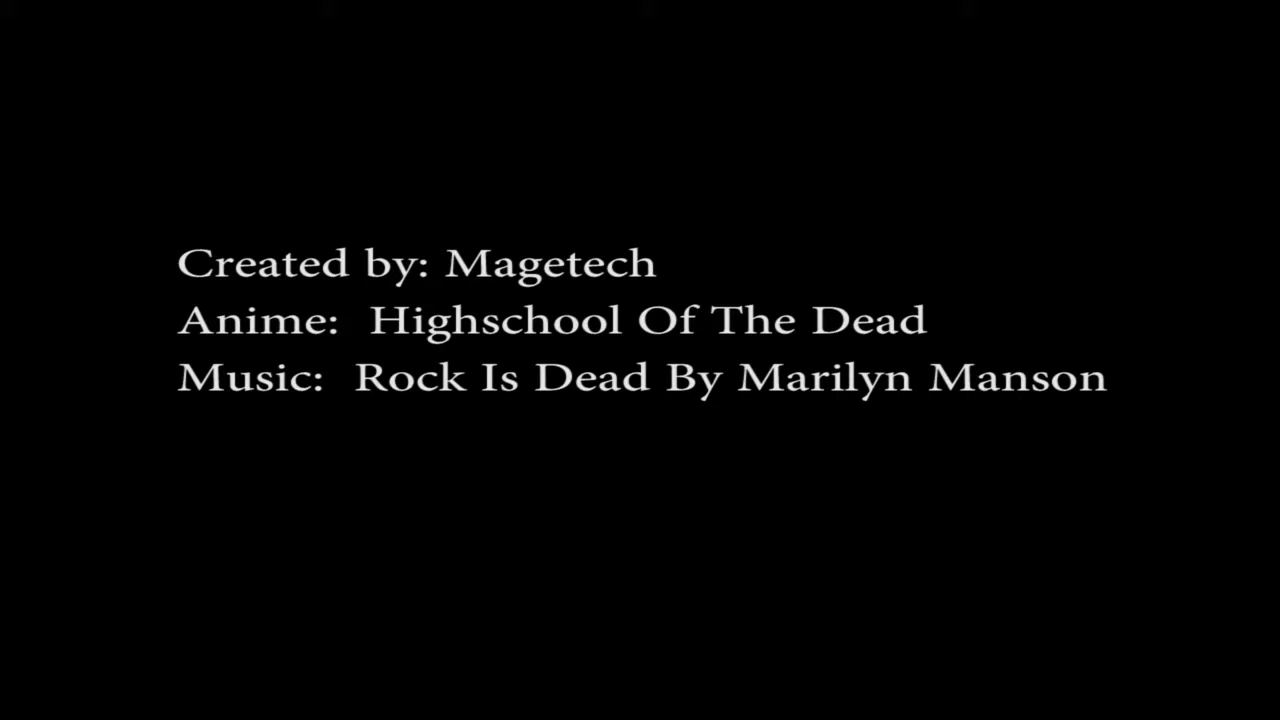 Created by: Magetech
Anime:  Highschool Of The Dead
Music:  Rock Is Dead By Marilyn Manson